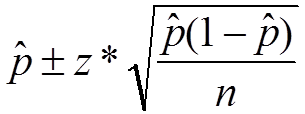 p̂ ± z * √(p̂(1 − p̂) / n)